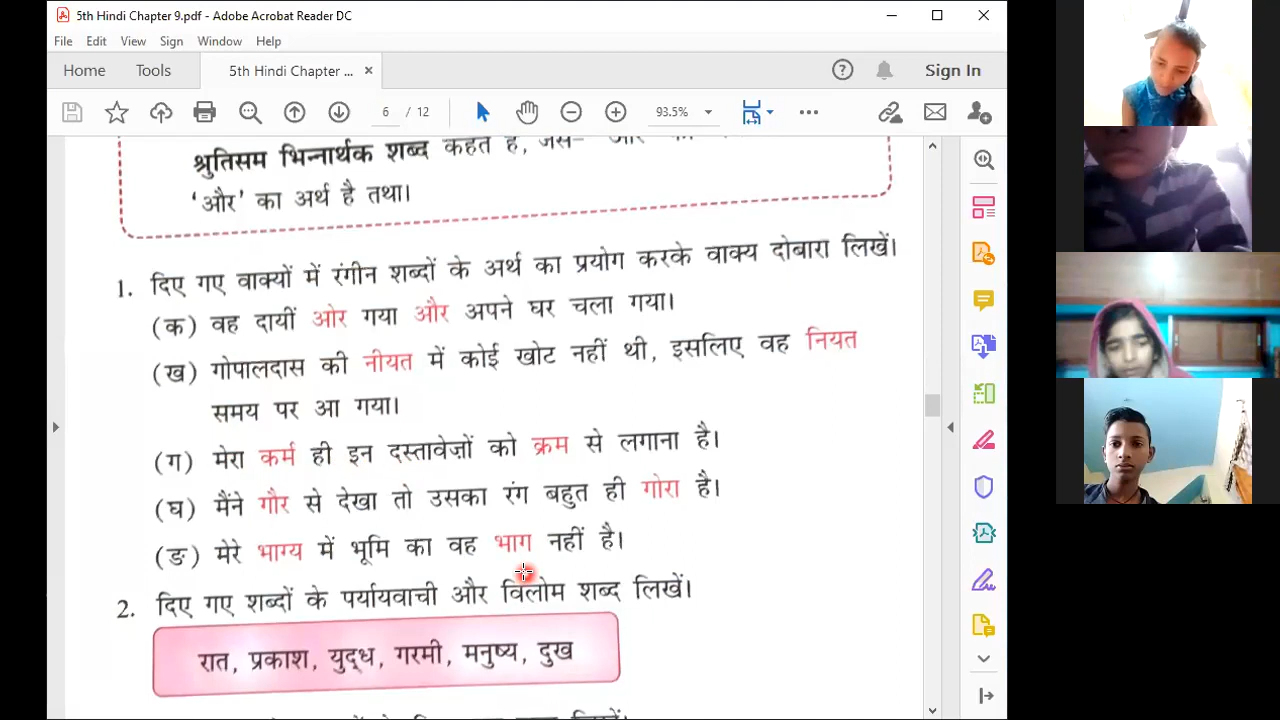 5th Hindi Chapter 9.pdf - Adobe Acrobat Reader DC
File Edit View Sign Window Help
Home Tools 5th Hindi Chapter ... × Sign In
6 / 12 93.5%
श्रुतिसम भिन्नार्थक शब्द कहते हैं, जैसे-
'और' का अर्थ है तथा।
1. दिए गए वाक्यों में रंगीन शब्दों के अर्थ का प्रयोग करके वाक्य दोबारा लिखें।
(क) वह दायीं ओर गया और अपने घर चला गया।
(ख) गोपालदास की नीयत में कोई खोट नहीं थी, इसलिए वह नियत
समय पर आ गया।
(ग) मेरा कर्म ही इन दस्तावेज़ों को क्रम से लगाना है।
(घ) मैंने गौर से देखा तो उसका रंग बहुत ही गोरा है।
(ङ) मेरे भाग्य में भूमि का वह भाग नहीं है।
2. दिए गए शब्दों के पर्यायवाची और विलोम शब्द लिखें।
रात, प्रकाश, युद्ध, गरमी, मनुष्य, दुख